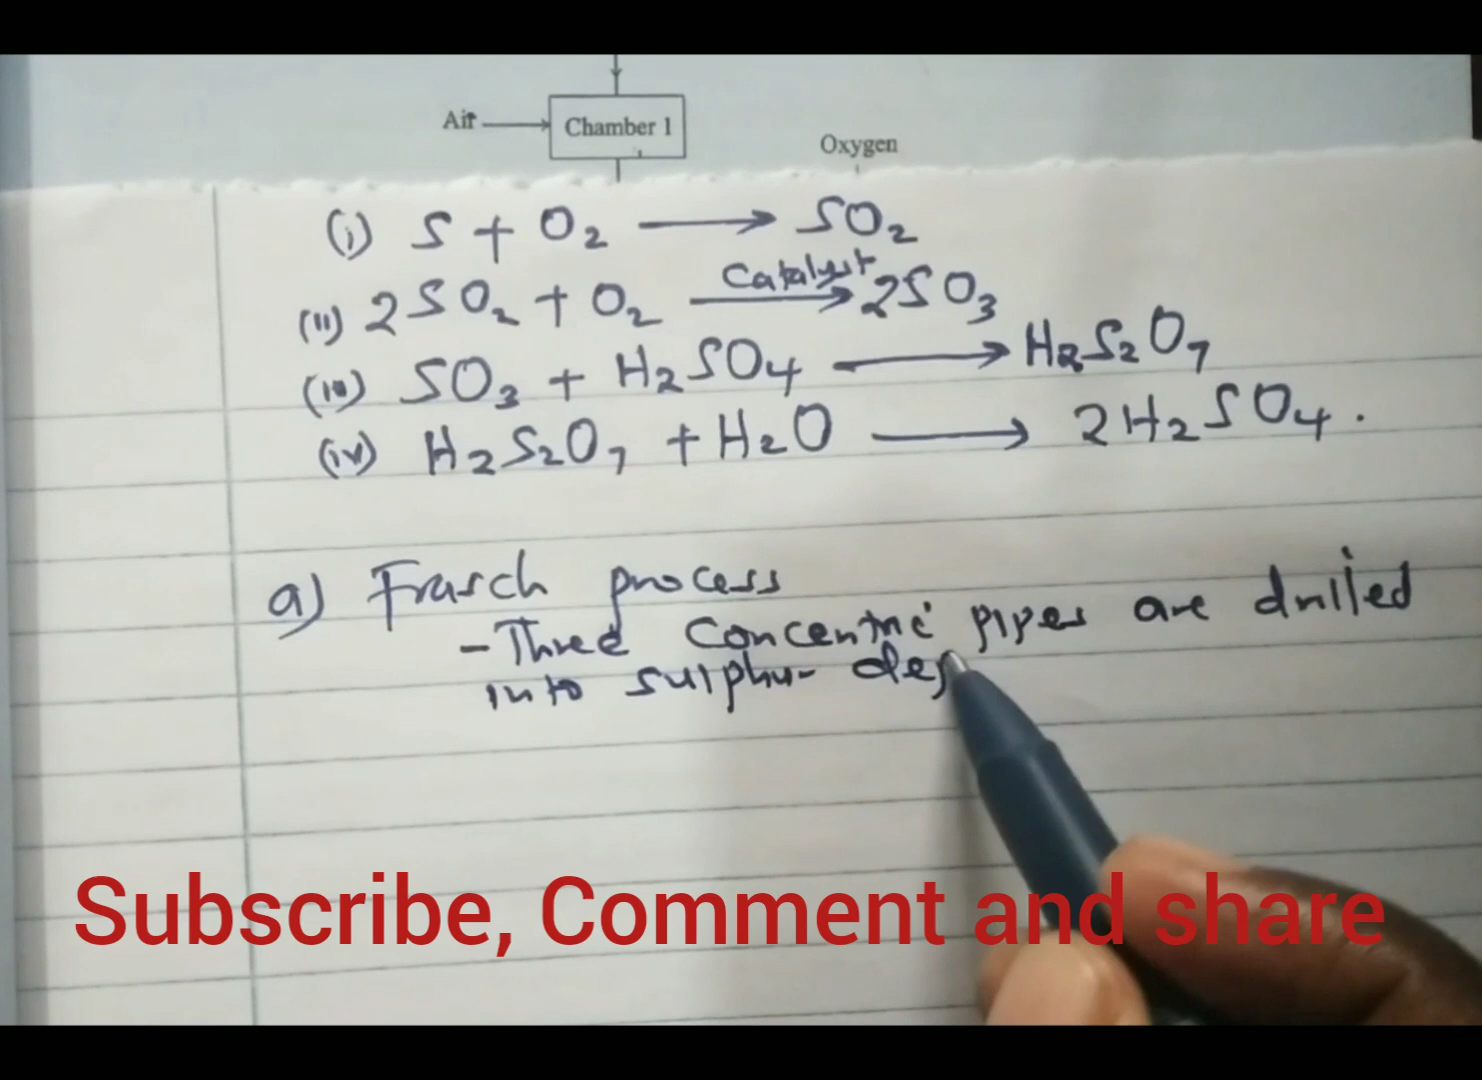 Air
Chamber 1
Oxygen
(i) S + O₂ ⟶ SO₂
(ii) 2SO₂ + O₂ ⟶ 2SO₃
Catalyst
(iii) SO₃ + H₂SO₄ ⟶ H₂S₂O₇
(iv) H₂S₂O₇ + H₂O ⟶ 2H₂SO₄.
a) Frasch process
- Three Concentric pipes are drilled
into sulphur dep
Subscribe, Comment and share